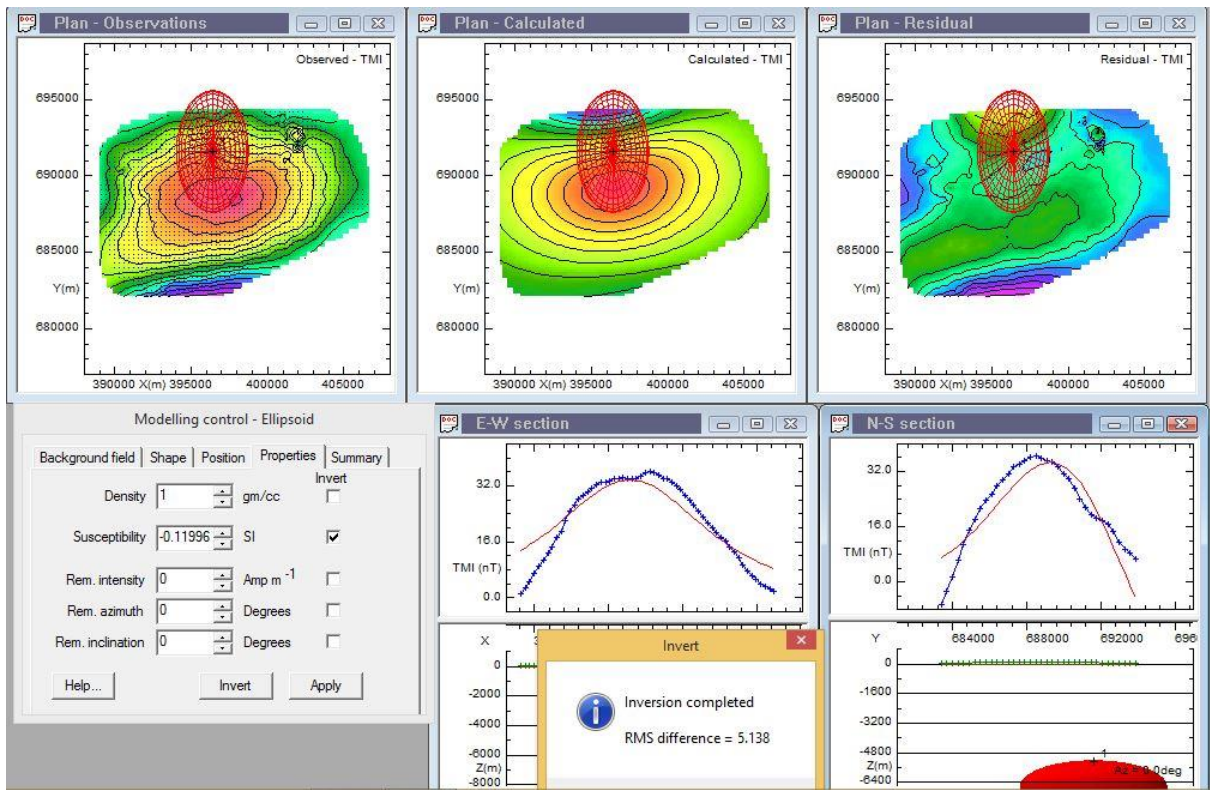 Plan - Observations
Observed - TMI
695000
690000
685000
Y(m)
680000
390000 X(m) 395000 400000 405000
Plan - Calculated
Calculated - TMI
695000
690000
685000
Y(m)
680000
390000 X(m) 395000 400000 405000
Plan - Residual
Residual - TMI
695000
690000
685000
Y(m)
680000
390000 X(m) 395000 400000 405000
Modelling control - Ellipsoid
Background field Shape Position Properties Summary
Invert
Density 1 gm/cc
Susceptibility -0.11996 SI
Rem. intensity 0 Amp m -1
Rem. azimuth 0 Degrees
Rem. inclination 0 Degrees
Help... Invert Apply
E-W section
32.0
16.0
TMI (nT)
0.0
X
0
-2000
-4000
-6000
Z(m)
-8000
Invert
Inversion completed
RMS difference = 5.138
N-S section
32.0
16.0
TMI (nT)
0.0
Y 684000 688000 692000 696
0
-1600
-3200
-4800
Z(m)
-6400
1
Az = 0.0deg